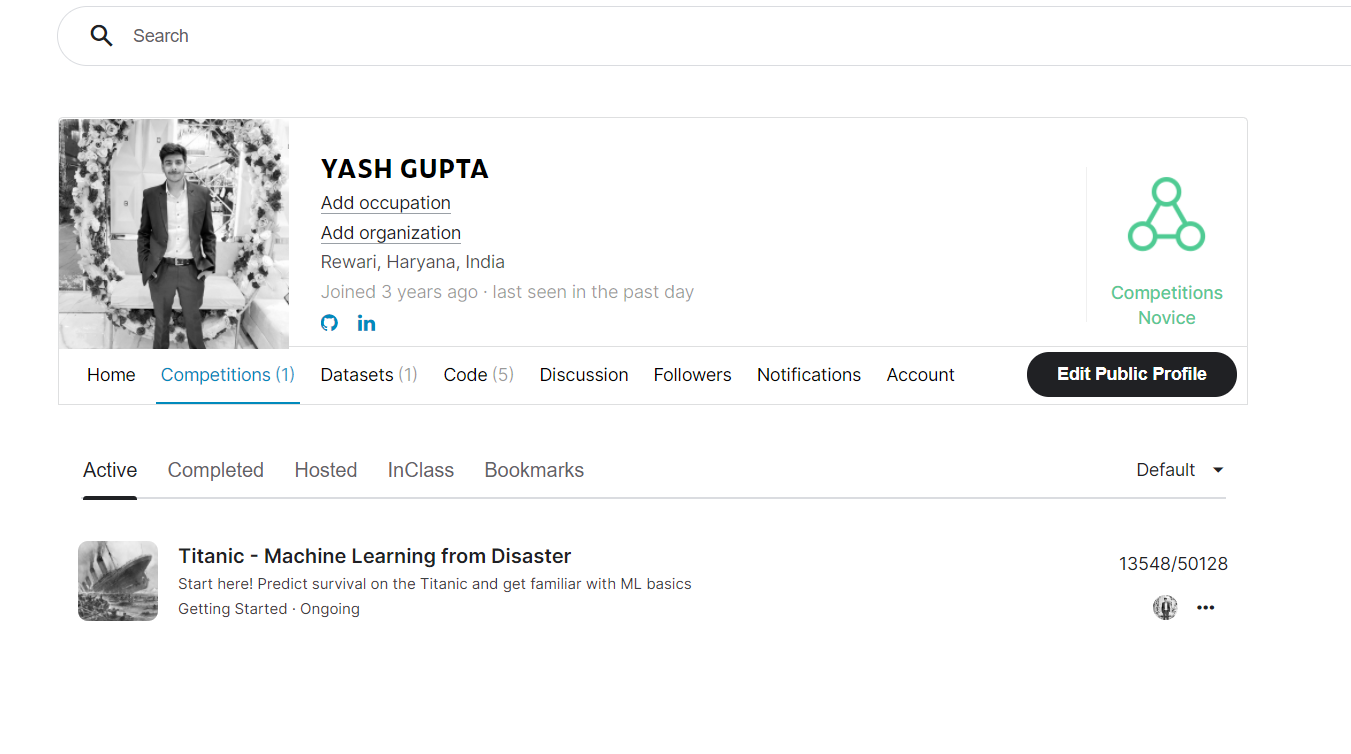 Search
YASH GUPTA
Add occupation
Add organization
Rewari, Haryana, India
Joined 3 years ago · last seen in the past day
in
Competitions
Novice
Home Competitions (1) Datasets (1) Code (5) Discussion Followers Notifications Account Edit Public Profile
Active Completed Hosted InClass Bookmarks Default
Titanic - Machine Learning from Disaster
Start here! Predict survival on the Titanic and get familiar with ML basics
Getting Started · Ongoing
13548/50128